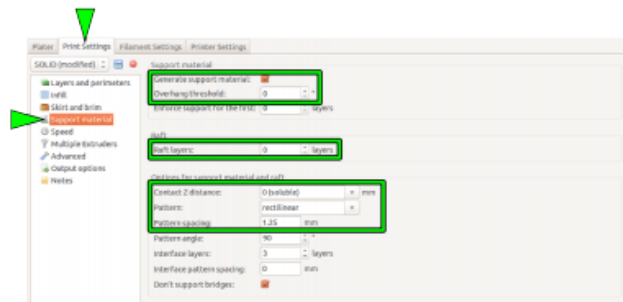 Plater Print Settings Filament Settings Printer Settings
SOLID (modified)
Support material
Layers and perimeters
Infill
Skirt and brim
Support material
Speed
Multiple Extruders
Advanced
Output options
Notes
Generate support material:
Overhang threshold: 0 °
Enforce support for the first: 0 layers
Raft
Raft layers: 0 layers
Options for support material and raft
Contact Z distance: 0 (soluble) mm
Pattern: rectilinear
Pattern spacing: 1.35 mm
Pattern angle: 90 °
Interface layers: 3 layers
Interface pattern spacing: 0 mm
Don't support bridges: